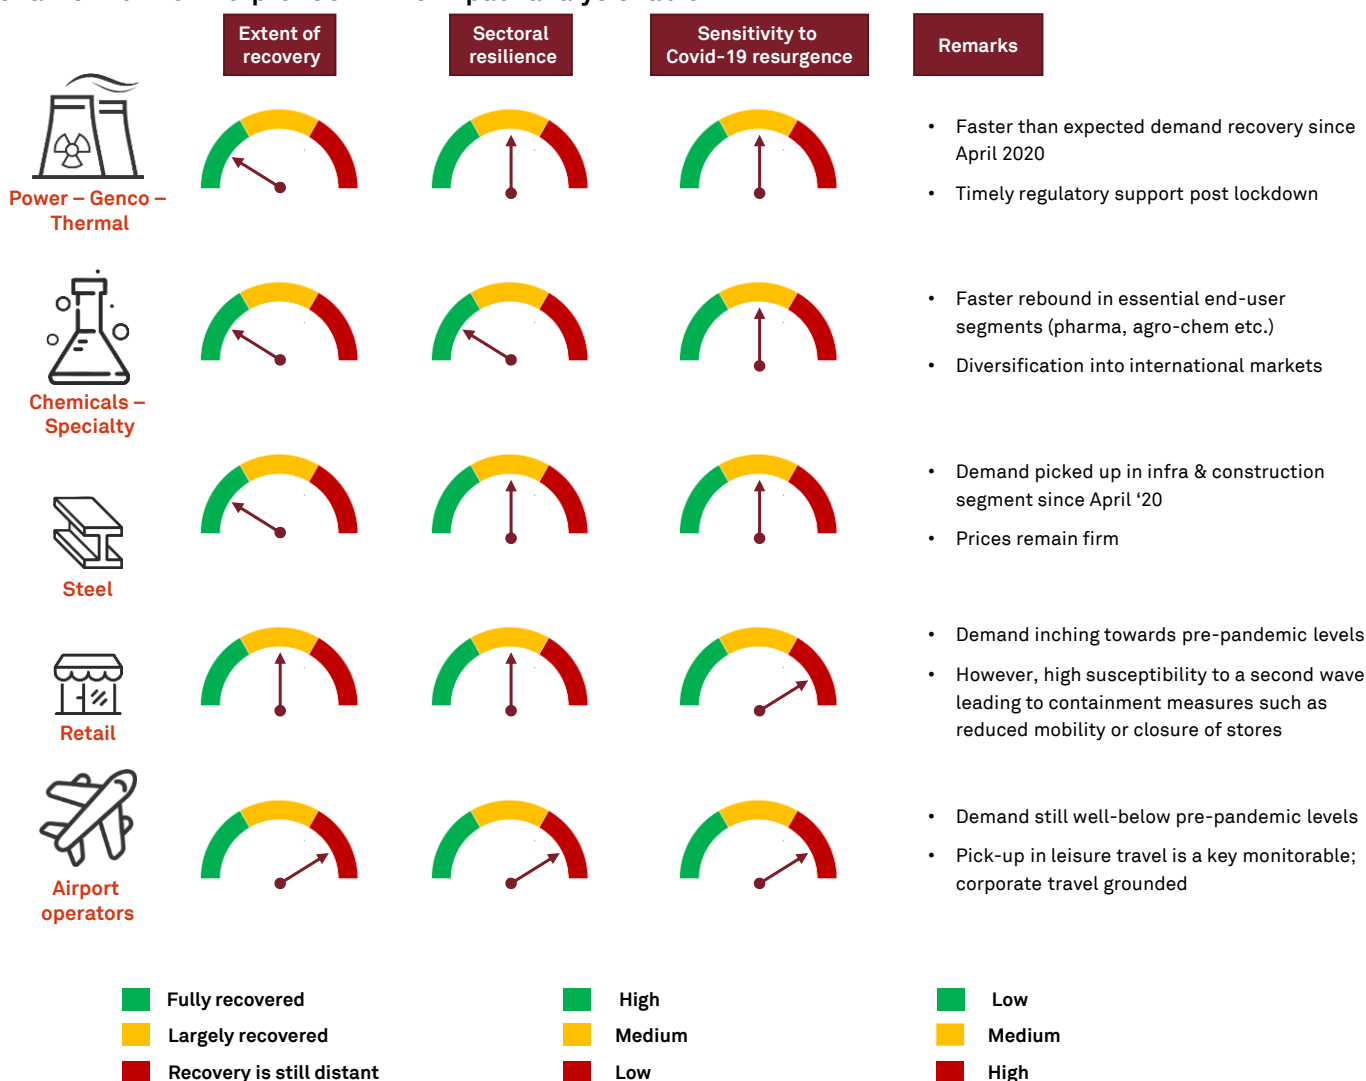 Extent of
recovery
Sectoral
resilience
Sensitivity to
Covid-19 resurgence
Remarks
Power – Genco –
Thermal
• Faster than expected demand recovery since
April 2020
• Timely regulatory support post lockdown
Chemicals –
Specialty
• Faster rebound in essential end-user
segments (pharma, agro-chem etc.)
• Diversification into international markets
Steel
• Demand picked up in infra & construction
segment since April ‘20
• Prices remain firm
Retail
• Demand inching towards pre-pandemic levels
• However, high susceptibility to a second wave
leading to containment measures such as
reduced mobility or closure of stores
Airport
operators
• Demand still well-below pre-pandemic levels
• Pick-up in leisure travel is a key monitorable;
corporate travel grounded
Fully recovered
Largely recovered
Recovery is still distant
High
Medium
Low
Low
Medium
High